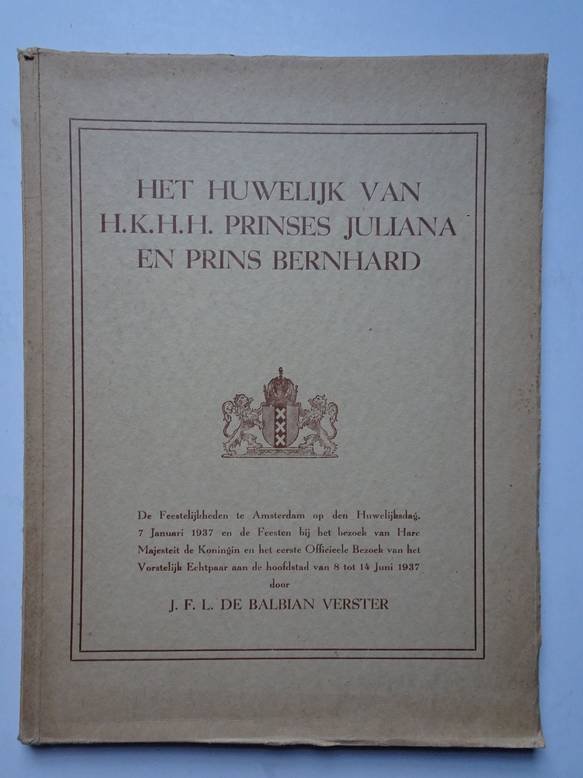 HET HUWELIJK VAN
H.K.H.H. PRINSES JULIANA
EN PRINS BERNHARD
De Feestelijkheden te Amsterdam op den Huwelijksdag,
7 Januari 1937 en de Feesten bij het bezoek van Hare
Majesteit de Koningin en het eerste Officieele Bezoek van het
Vorstelijk Echtpaar aan de hoofdstad van 8 tot 14 Juni 1937
door
J. F. L. DE BALBIAN VERSTER